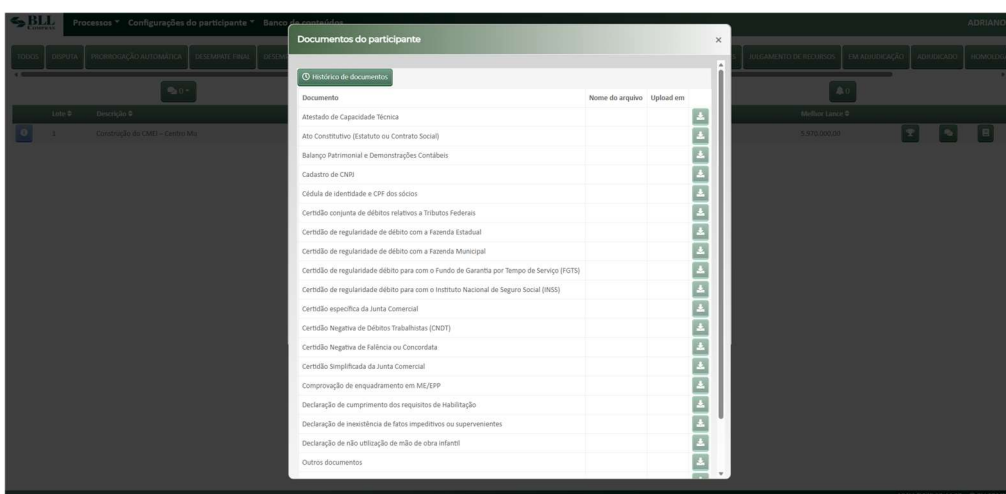 BLL COMPRAS
Processos Configurações do participante Banco de conteúdos
ADRIANO
TODOS DISPUTA PRORROGAÇÃO AUTOMÁTICA DESEMPATE FINAL JULGAMENTO DE RECURSOS EM ADJUDICAÇÃO ADJUDICADO
0
0
Lote Descrição Melhor Lance
1 Construção do CMEI – Centro Mu 5.570.000,00
Documentos do participante ×
Histórico de documentos
Documento Nome do arquivo Upload em
Atestado de Capacidade Técnica
Ato Constitutivo (Estatuto ou Contrato Social)
Balanço Patrimonial e Demonstrações Contábeis
Cadastro de CNPJ
Cédula de identidade e CPF dos sócios
Certidão conjunta de débitos relativos a Tributos Federais
Certidão de regularidade de débito com a Fazenda Estadual
Certidão de regularidade de débito com a Fazenda Municipal
Certidão de regularidade débito para com o Fundo de Garantia por Tempo de Serviço (FGTS)
Certidão de regularidade débito para com o Instituto Nacional de Seguro Social (INSS)
Certidão específica da Junta Comercial
Certidão Negativa de Débitos Trabalhistas (CNDT)
Certidão Negativa de Falência ou Concordata
Certidão Simplificada da Junta Comercial
Comprovação de enquadramento em ME/EPP
Declaração de cumprimento dos requisitos de Habilitação
Declaração de inexistência de fatos impeditivos ou supervenientes
Declaração de não utilização de mão de obra infantil
Outros documentos